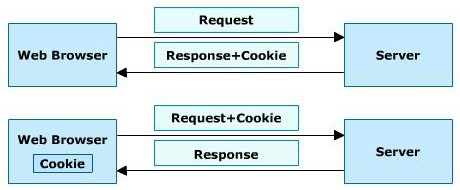 Request
Web Browser
Server
Response+Cookie
Request+Cookie
Web Browser
Cookie
Server
Response